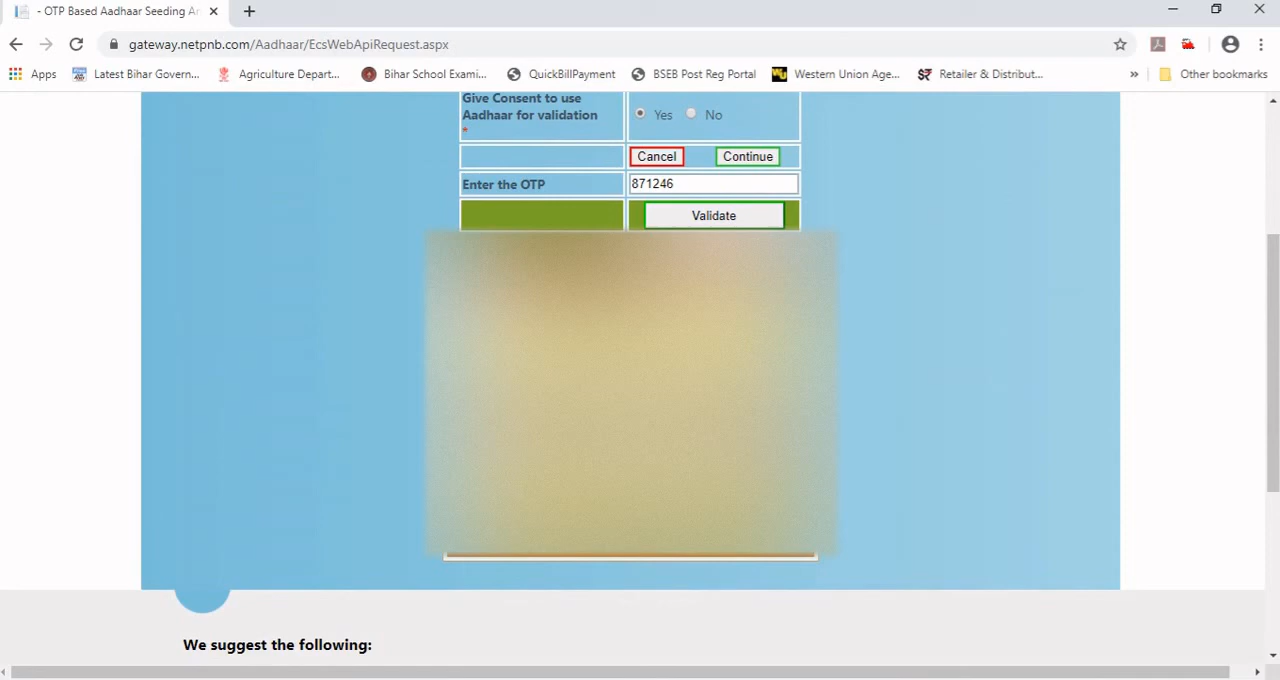 - OTP Based Aadhaar Seeding Ar
gateway.netpnb.com/Aadhaar/EcsWebApiRequest.aspx
Apps Latest Bihar Govern... Agriculture Depart... Bihar School Exami... QuickBillPayment BSEB Post Reg Portal Western Union Age... Retailer & Distribut... » Other bookmarks
Give Consent to use
Aadhaar for validation
*
Yes No
Cancel Continue
Enter the OTP 871246
Validate
We suggest the following: